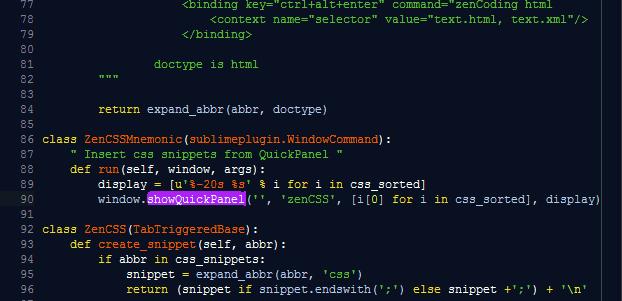 77 <binding key="ctrl+alt+enter" command="zenCoding html
78 <context name="selector" value="text.html, text.xml"/>
79 </binding>
80
81 doctype is html
82 """
83
84 return expand_abbr(abbr, doctype)
85
86 class ZenCSSMnemonic(sublimeplugin.WindowCommand):
87 " Insert css snippets from QuickPanel "
88 def run(self, window, args):
89 display = [u'%-20s %s' % i for i in css_sorted]
90 window.showQuickPanel('', 'zenCSS', [i[0] for i in css_sorted], display)
91
92 class ZenCSS(TabTriggeredBase):
93 def create_snippet(self, abbr):
94 if abbr in css_snippets:
95 snippet = expand_abbr(abbr, 'css')
96 return (snippet if snippet.endswith(';') else snippet +';') + '\n'